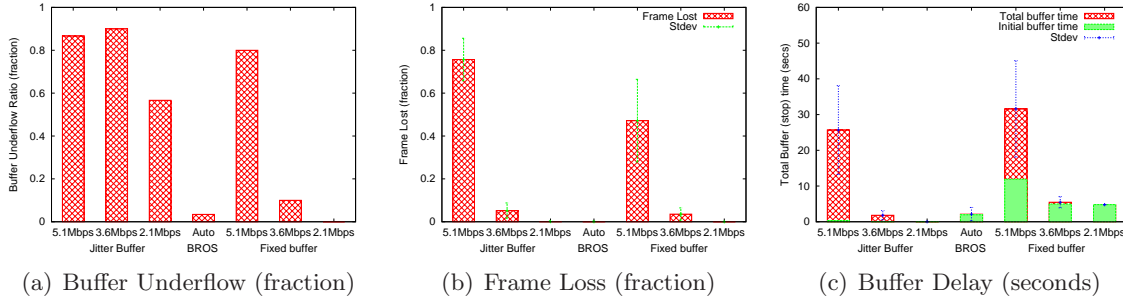 Buffer Underflow Ratio (fraction)
1
0.8
0.6
0.4
0.2
0
5.1Mbps 3.6Mbps 2.1Mbps Auto 5.1Mbps 3.6Mbps 2.1Mbps
Jitter Buffer BROS Fixed buffer
(a) Buffer Underflow (fraction)
Frame Lost (fraction)
1
0.8
0.6
0.4
0.2
0
Frame Lost
Stdev
5.1Mbps 3.6Mbps 2.1Mbps Auto 5.1Mbps 3.6Mbps 2.1Mbps
Jitter Buffer BROS Fixed buffer
(b) Frame Loss (fraction)
Total Buffer (stop) time (secs)
60
50
40
30
20
10
0
Total buffer time
Initial buffer time
Stdev
5.1Mbps 3.6Mbps 2.1Mbps Auto 5.1Mbps 3.6Mbps 2.1Mbps
Jitter Buffer BROS Fixed buffer
(c) Buffer Delay (seconds)